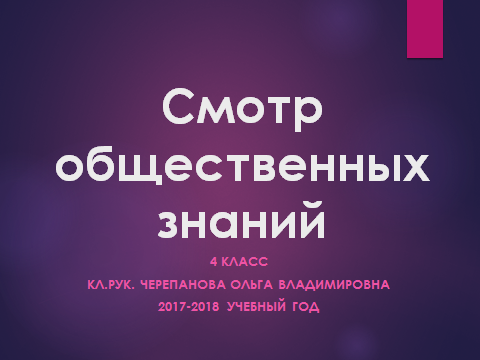 Смотр
общественных
знаний
4 КЛАСС
КЛ.РУК. ЧЕРЕПАНОВА ОЛЬГА ВЛАДИМИРОВНА
2017-2018 УЧЕБНЫЙ ГОД